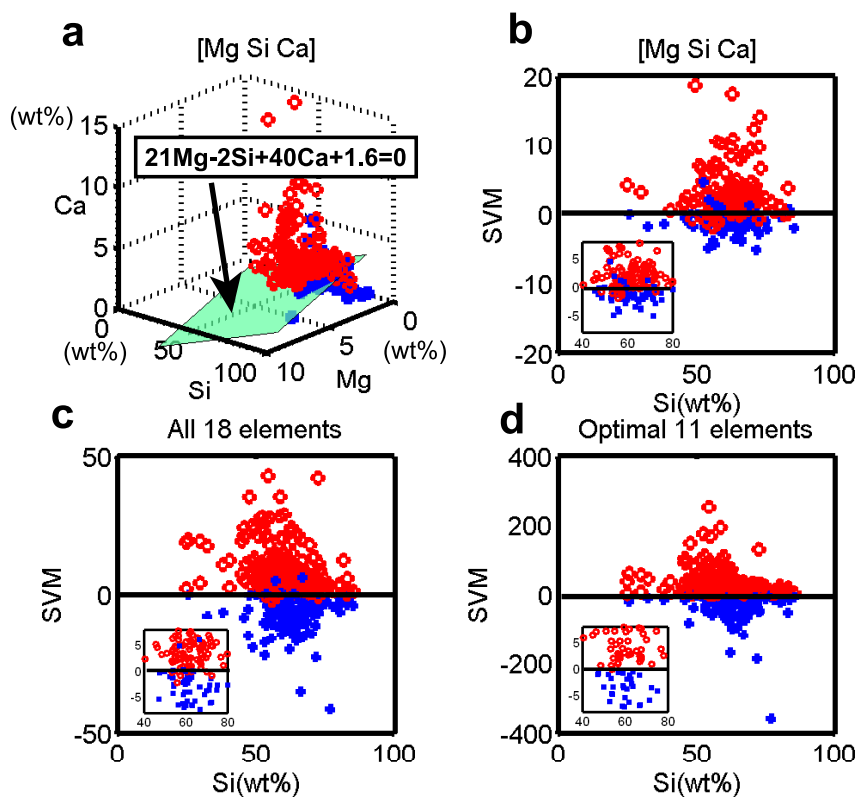 a
[Mg Si Ca]
(wt%)
15
21Mg-2Si+40Ca+1.6=0
10
Ca
5
0
0
(wt%)
50
Si
100
10
5
Mg
0
(wt%)
b
[Mg Si Ca]
20
10
SVM
0
-10
-20
5
0
-5
40
60
80
0
50
100
Si(wt%)
c
All 18 elements
50
SVM
0
-50
5
0
-5
40
60
80
0
50
100
Si(wt%)
d
Optimal 11 elements
400
200
SVM
0
-200
-400
5
0
-5
40
60
80
0
50
100
Si(wt%)